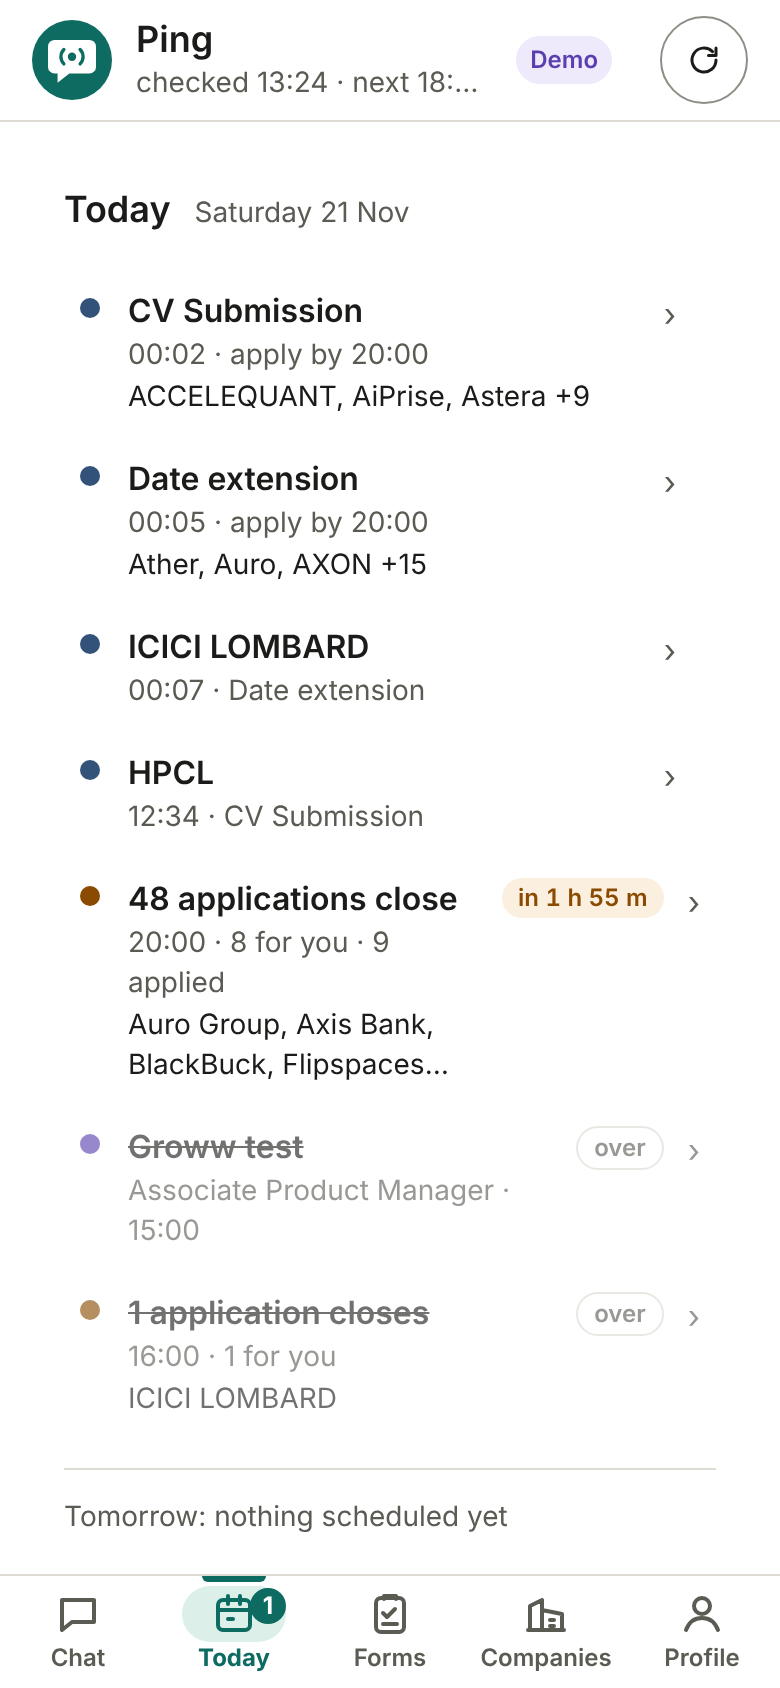 Ping
checked 13:24 · next 18:...
Demo
Today Saturday 21 Nov
CV Submission
00:02 · apply by 20:00
ACCELEQUANT, AiPrise, Astera +9
Date extension
00:05 · apply by 20:00
Ather, Auro, AXON +15
ICICI LOMBARD
00:07 · Date extension
HPCL
12:34 · CV Submission
48 applications close
in 1 h 55 m
20:00 · 8 for you · 9
applied
Auro Group, Axis Bank,
BlackBuck, Flipspaces...
Groww test
over
Associate Product Manager ·
15:00
1 application closes
over
16:00 · 1 for you
ICICI LOMBARD
Tomorrow: nothing scheduled yet
1
Chat Today Forms Companies Profile